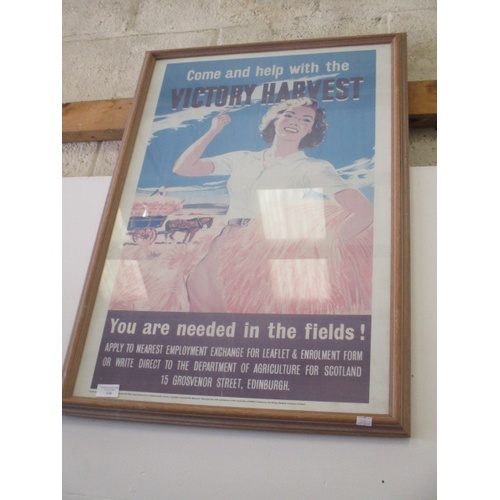 Come and help with the
VICTORY HARVEST
You are needed in the fields!
APPLY TO NEAREST EMPLOYMENT EXCHANGE FOR LEAFLET & ENROLMENT FORM
OR WRITE DIRECT TO THE DEPARTMENT OF AGRICULTURE FOR SCOTLAND
15 GROSVENOR STREET, EDINBURGH.